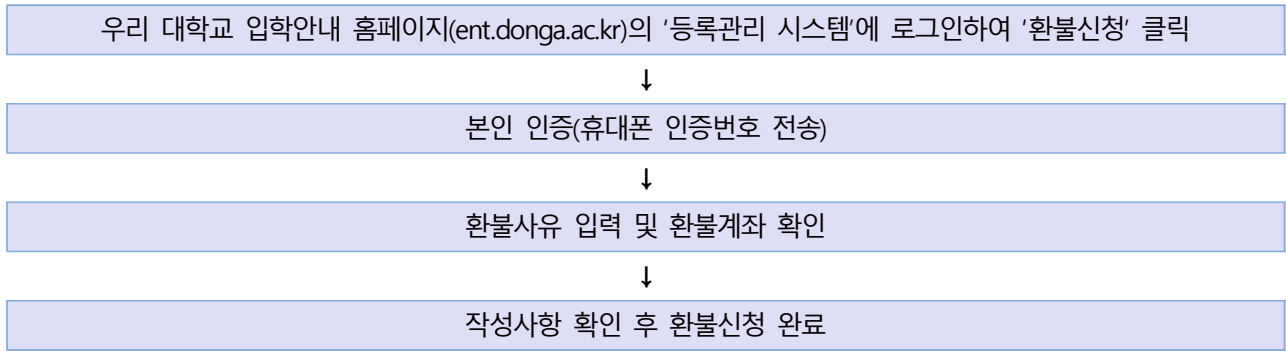 우리 대학교 입학안내 홈페이지(ent.donga.ac.kr)의 '등록관리 시스템'에 로그인하여 '환불신청' 클릭
↓
본인 인증(휴대폰 인증번호 전송)
↓
환불사유 입력 및 환불계좌 확인
↓
작성사항 확인 후 환불신청 완료